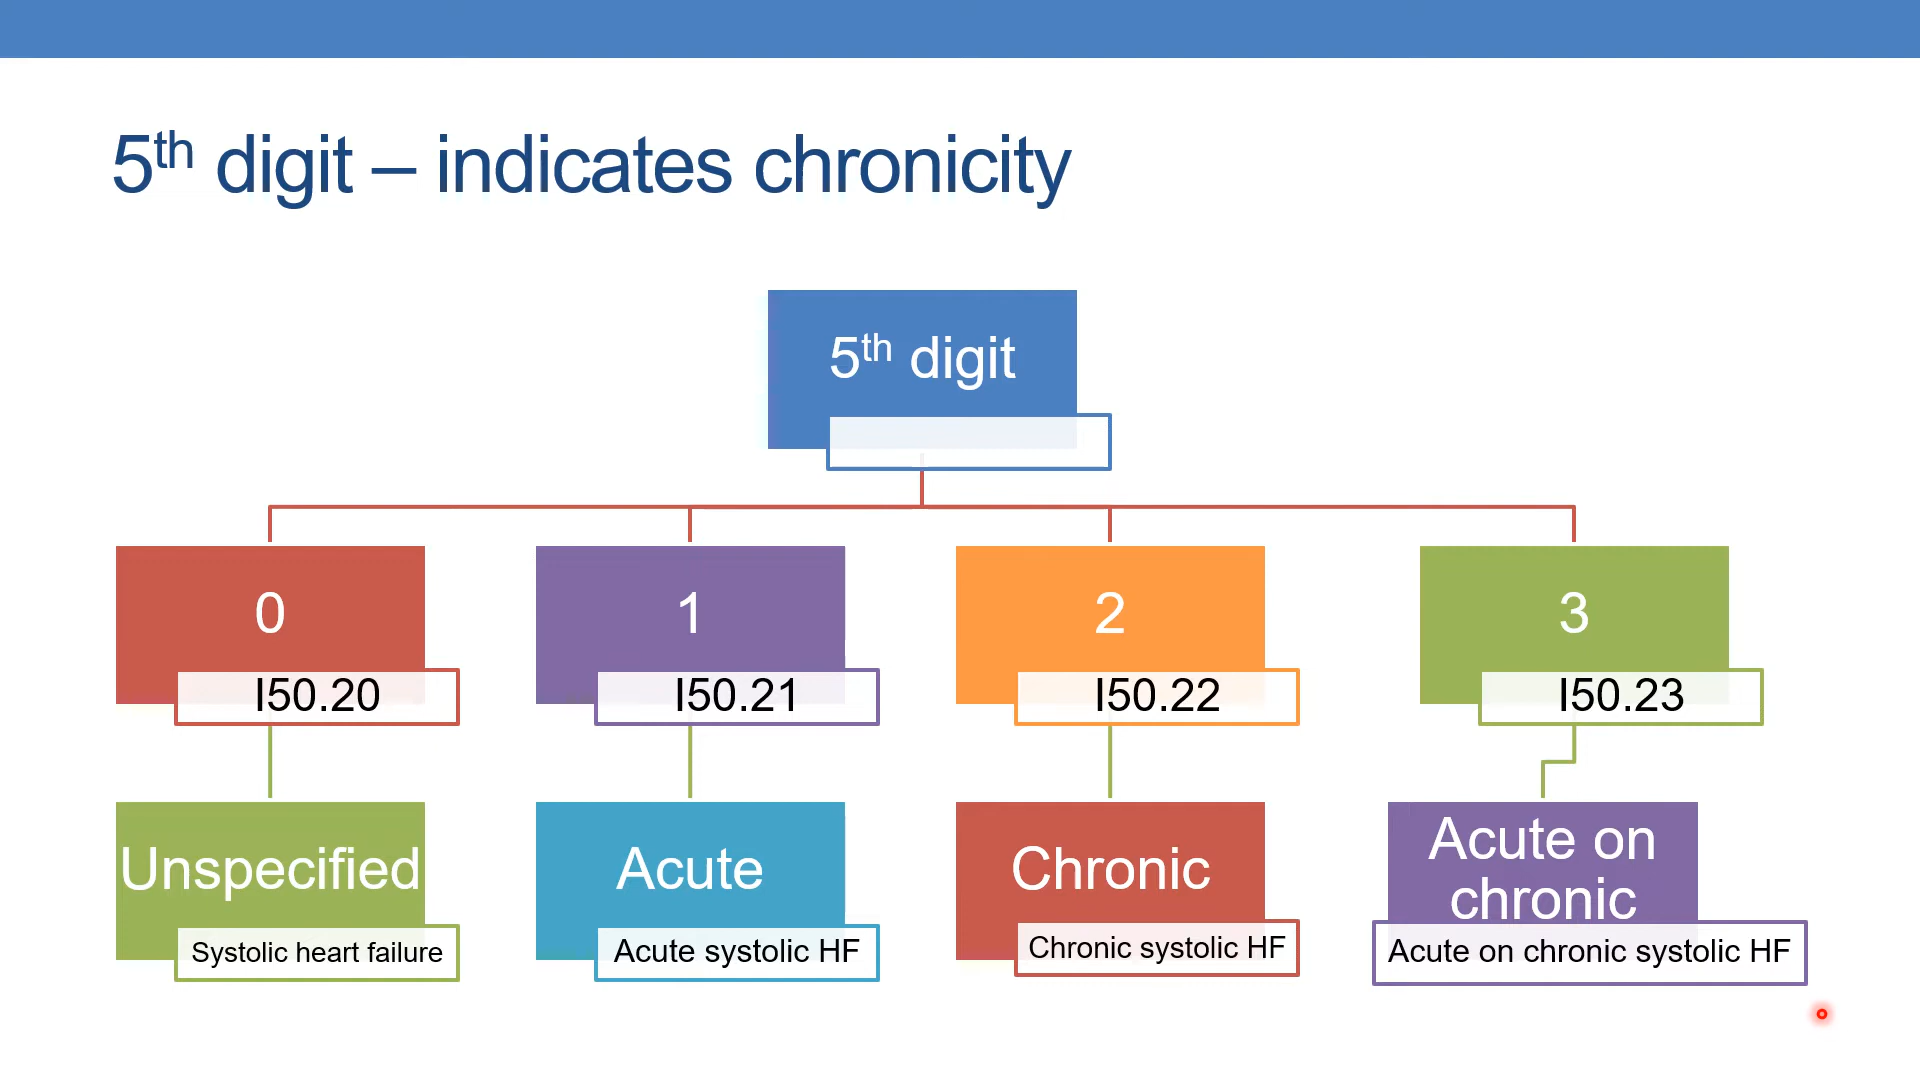 5th digit – indicates chronicity
5th digit
0
1
2
3
I50.20
I50.21
I50.22
I50.23
Unspecified
Acute
Chronic
Acute on
chronic
Systolic heart failure
Acute systolic HF
Chronic systolic HF
Acute on chronic systolic HF